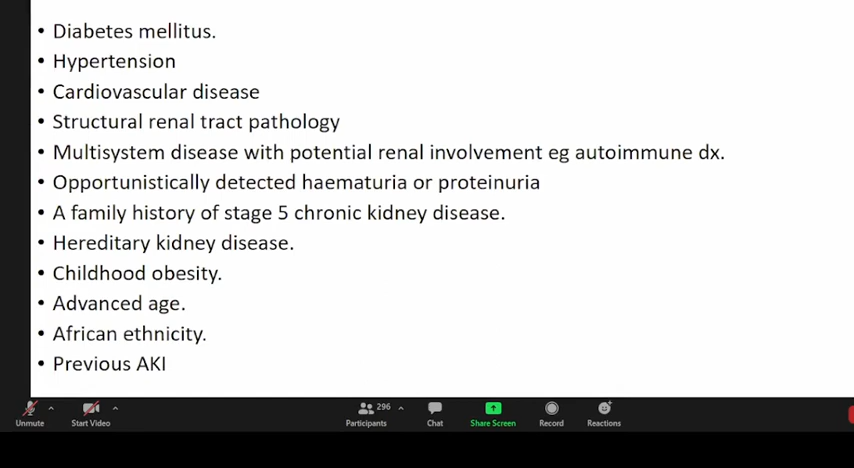 • Diabetes mellitus.
• Hypertension
• Cardiovascular disease
• Structural renal tract pathology
• Multisystem disease with potential renal involvement eg autoimmune dx.
• Opportunistically detected haematuria or proteinuria
• A family history of stage 5 chronic kidney disease.
• Hereditary kidney disease.
• Childhood obesity.
• Advanced age.
• African ethnicity.
• Previous AKI
296
Unmute Start Video Participants Chat Share Screen Record Reactions